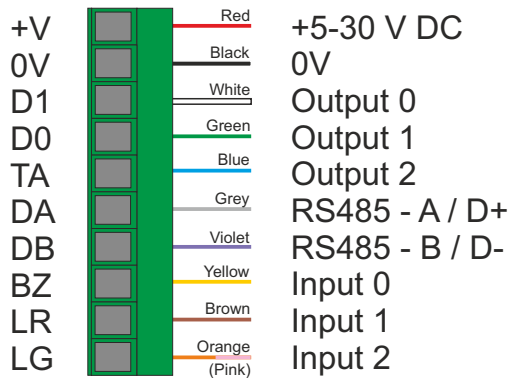 +V Red +5-30 V DC
0V Black 0V
D1 White Output 0
D0 Green Output 1
TA Blue Output 2
DA Grey RS485 - A / D+
DB Violet RS485 - B / D-
BZ Yellow Input 0
LR Brown Input 1
LG Orange Input 2
(Pink)